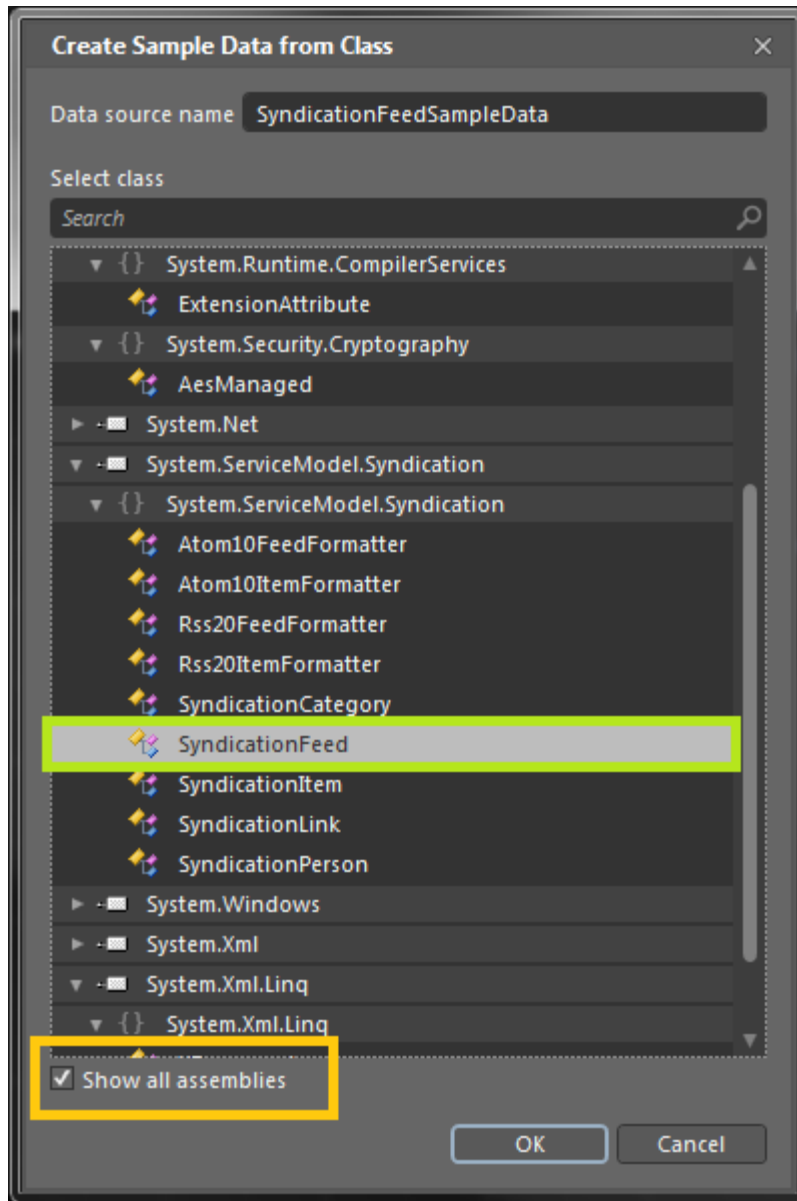 Create Sample Data from Class
Data source name SyndicationFeedSampleData
Select class
Search
{} System.Runtime.CompilerServices
ExtensionAttribute
{} System.Security.Cryptography
AesManaged
System.Net
System.ServiceModel.Syndication
{} System.ServiceModel.Syndication
Atom10FeedFormatter
Atom10ItemFormatter
Rss20FeedFormatter
Rss20ItemFormatter
SyndicationCategory
SyndicationFeed
SyndicationItem
SyndicationLink
SyndicationPerson
System.Windows
System.Xml
System.Xml.Linq
{} System.Xml.Linq
Show all assemblies
OK Cancel